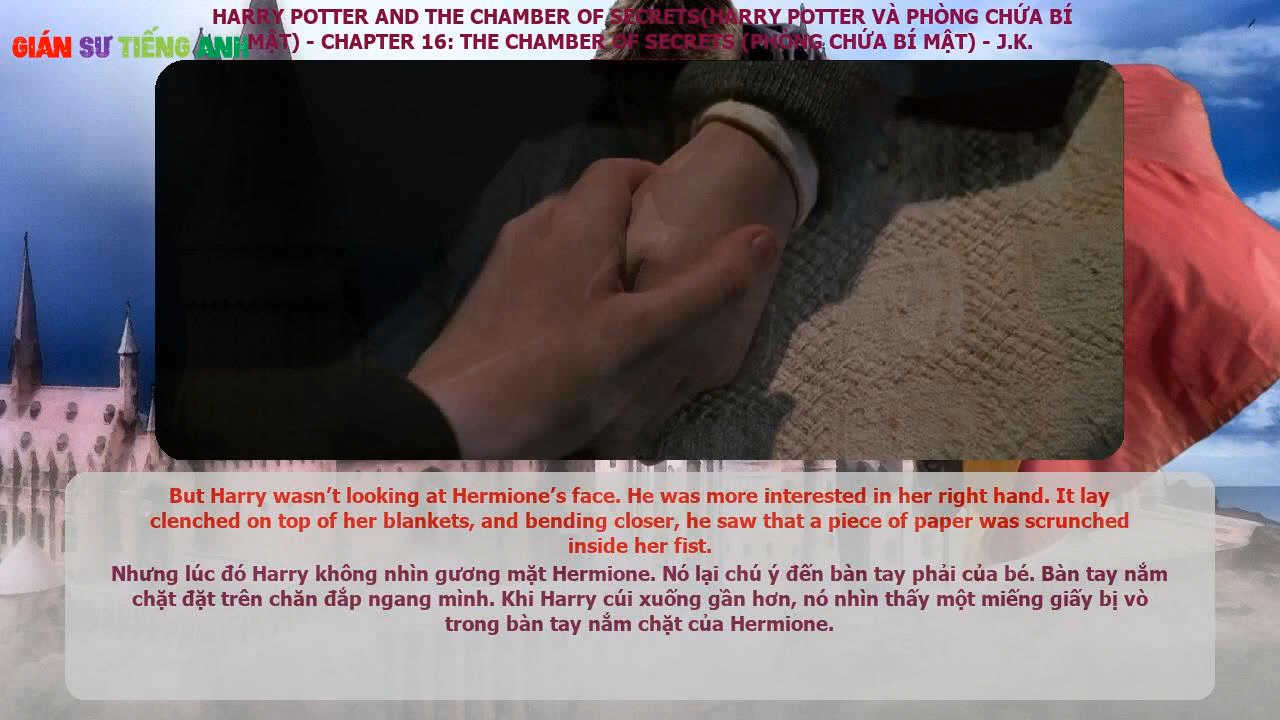 HARRY POTTER AND THE CHAMBER OF SECRETS(HARRY POTTER VÀ PHÒNG CHỨA BÍ
MẬT) - CHAPTER 16: THE CHAMBER OF SECRETS (PHÒNG CHỨA BÍ MẬT) - J.K.
GIÁN SƯ TIẾNG ANH
But Harry wasn’t looking at Hermione’s face. He was more interested in her right hand. It lay
clenched on top of her blankets, and bending closer, he saw that a piece of paper was scrunched
inside her fist.
Nhưng lúc đó Harry không nhìn gương mặt Hermione. Nó lại chú ý đến bàn tay phải của bé. Bàn tay nắm
chặt đặt trên chăn đắp ngang mình. Khi Harry cúi xuống gần hơn, nó nhìn thấy một miếng giấy bị vò
trong bàn tay nắm chặt của Hermione.